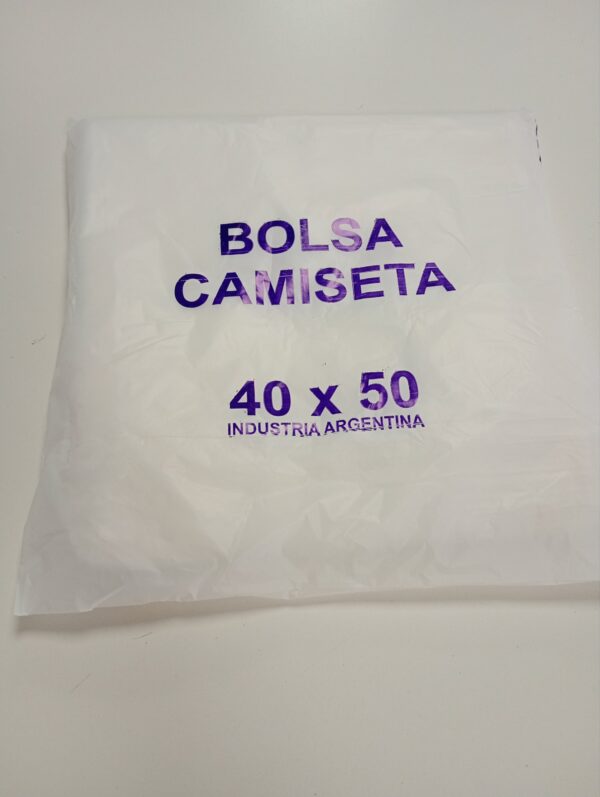 BOLSA
CAMISETA
40 x 50
INDUSTRIA ARGENTINA